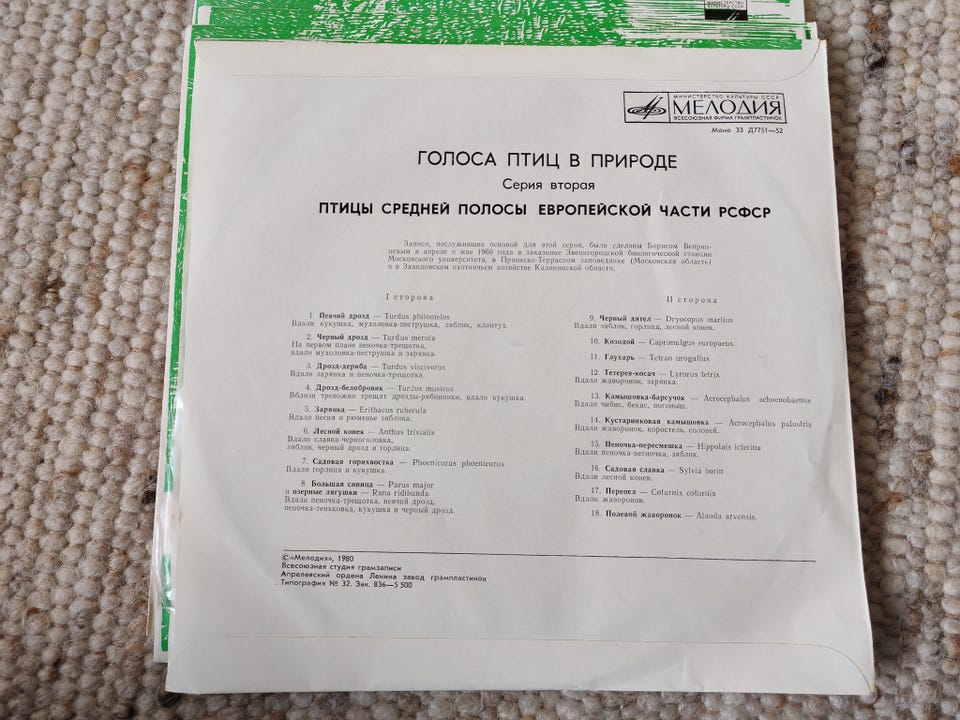 МИНИСТЕРСТВО
КУЛЬТУРЫ СССР
МИНИСТЕРСТВО КУЛЬТУРЫ СССР
МЕЛОДИЯ
ВСЕСОЮЗНАЯ ФИРМА ГРАМПЛАСТИНОК
Моно 33 Д7751—52
ГОЛОСА ПТИЦ В ПРИРОДЕ
Серия вторая
ПТИЦЫ СРЕДНЕЙ ПОЛОСЫ ЕВРОПЕЙСКОЙ ЧАСТИ РСФСР
Записи, послужившие основой для этой серии, были сделаны Борисом Веприн-
цевым в апреле и мае 1960 года в заказнике Звенигородской биологической станции
Московского университета, в Приокско-Террасном заповеднике (Московская область)
и в Завидовском охотничьем хозяйстве Калининской области.
I сторона
1. Певчий дрозд — Turdus philomelos
Вдали кукушка, мухоловка-пеструшка, зяблик, клинтух.
2. Черный дрозд — Turdus merula
На первом плане пеночка-трещотка,
вдали мухоловка-пеструшка и зарянка.
3. Дрозд-деряба — Turdus viscivorus
Вдали зарянка и пеночка-трещотка.
4. Дрозд-белобровик — Turdus musicus
Вблизи тревожно трещат дрозды-рябинники, вдали кукушка.
5. Зарянка — Erithacus rubecula
Вдали песня и рюменье зяблика.
6. Лесной конек — Anthus trivialis
Вдали славка-черноголовка,
зяблик, черный дрозд и горлица.
7. Садовая горихвостка — Phoenicurus phoenicurus
Вдали горлица и кукушка.
8. Большая синица — Parus major
и озерные лягушки — Rana ridibunda.
Вдали пеночка-трещотка, певчий дрозд,
пеночка-теньковка, кукушка и черный дрозд.
II сторона
9. Черный дятел — Dryocopus martius
Вдали зяблик, горлица, лесной конек.
10. Козодой — Caprimulgus europaeus.
11. Глухарь — Tetrao urogallus.
12. Тетерев-косач — Lyrurus tetrix
Вдали жаворонок, зарянка.
13. Камышовка-барсучок — Acrocephalus schoenobaenus
Вдали чибис, бекас, погоныш.
14. Кустарниковая камышовка — Acrocephalus palustris
Вдали жаворонок, коростель, соловей.
15. Пеночка-пересмешка — Hippolais icterina
Вдали пеночка-весничка, зяблик.
16. Садовая славка — Sylvia borin
Вдали лесной конек.
17. Перепел — Coturnix coturnix
Вдали жаворонок.
18. Полевой жаворонок — Alauda arvensis.
© «Мелодия», 1980
Всесоюзная студия грамзаписи
Апрелевский ордена Ленина завод грампластинок
Типография № 32. Зак. 836—5 500